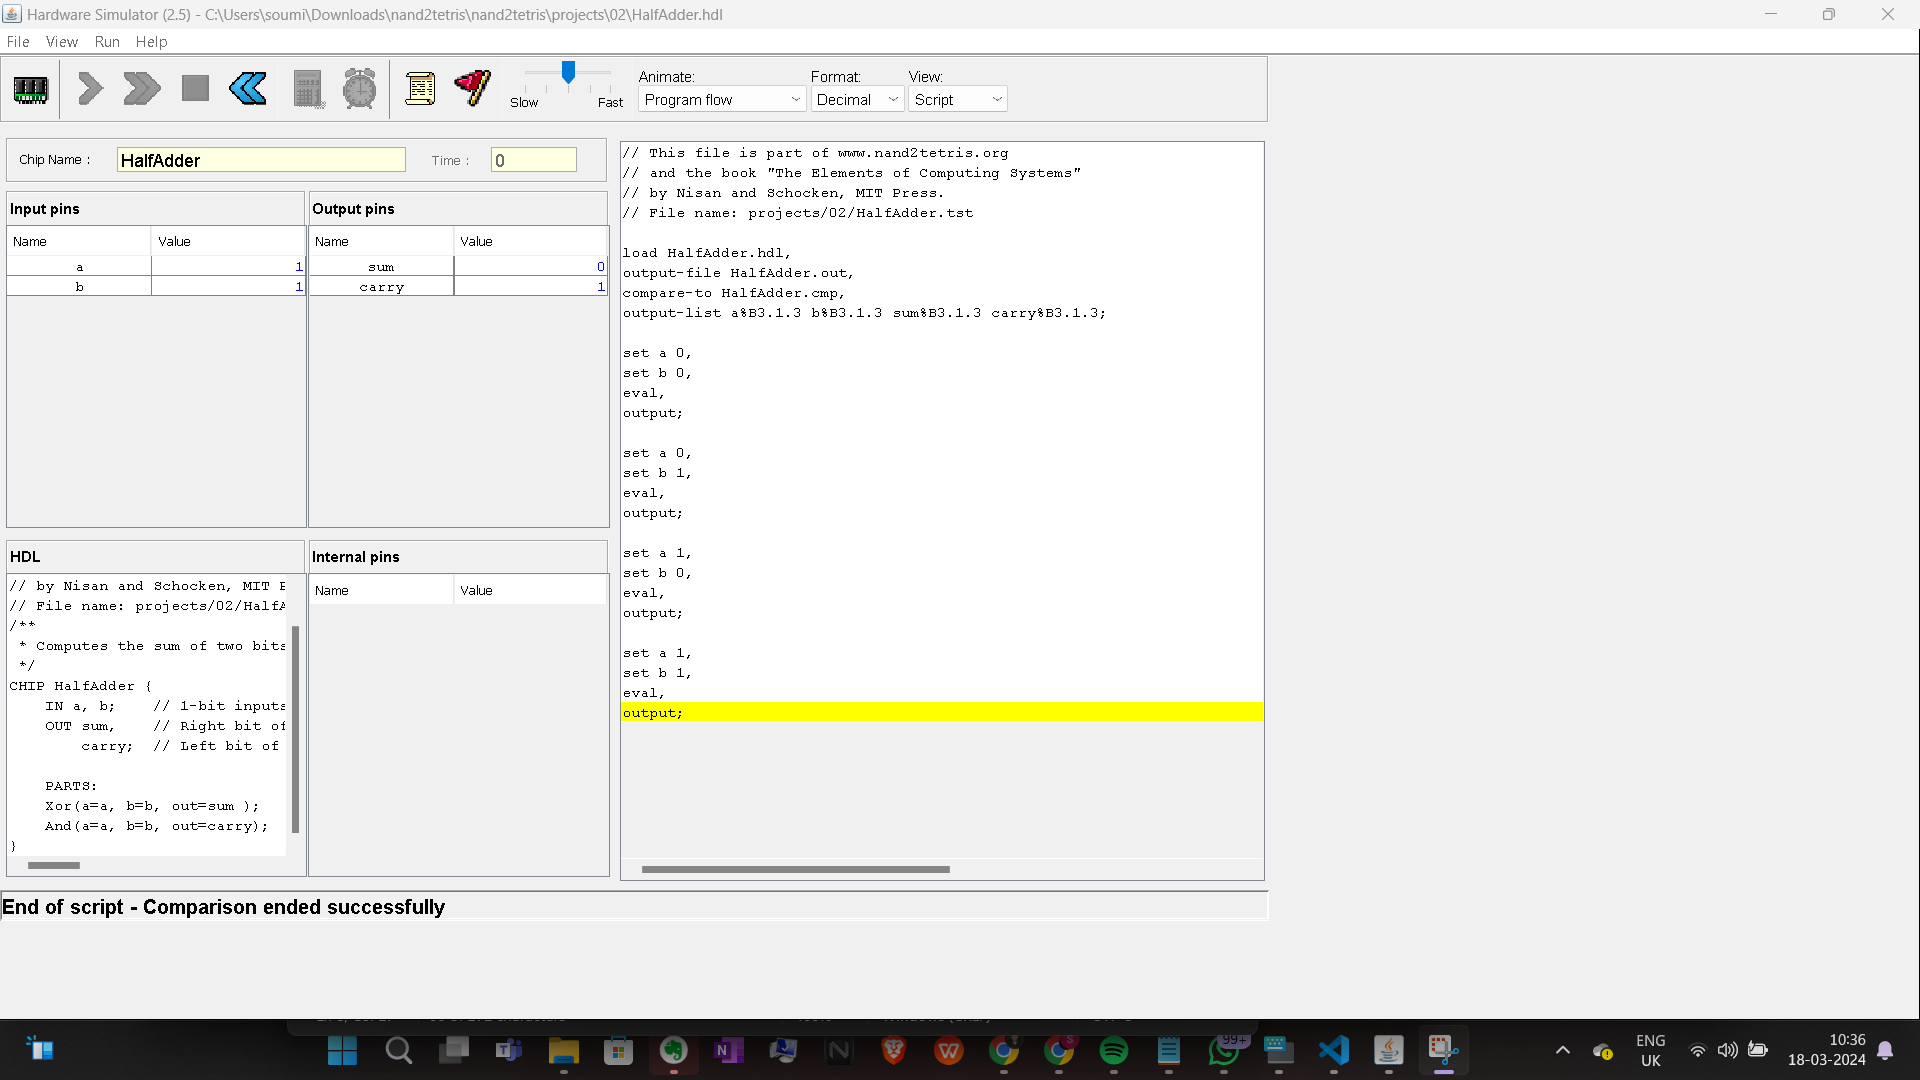 Hardware Simulator (2.5) - C:\Users\soumi\Downloads\nand2tetris\nand2tetris\projects\02\HalfAdder.hdl
File View Run Help
Slow Fast
Animate: Format: View:
Program flow Decimal Script
Chip Name : HalfAdder Time : 0
Input pins
Name Value
a 1
b 1
Output pins
Name Value
sum 0
carry 1
HDL
// by Nisan and Schocken, MIT P
// File name: projects/02/HalfA
/**
* Computes the sum of two bits
*/
CHIP HalfAdder {
IN a, b; // 1-bit inputs
OUT sum, // Right bit of
carry; // Left bit of
PARTS:
Xor(a=a, b=b, out=sum );
And(a=a, b=b, out=carry);
}
Internal pins
Name Value
// This file is part of www.nand2tetris.org
// and the book "The Elements of Computing Systems"
// by Nisan and Schocken, MIT Press.
// File name: projects/02/HalfAdder.tst
load HalfAdder.hdl,
output-file HalfAdder.out,
compare-to HalfAdder.cmp,
output-list a%B3.1.3 b%B3.1.3 sum%B3.1.3 carry%B3.1.3;
set a 0,
set b 0,
eval,
output;
set a 0,
set b 1,
eval,
output;
set a 1,
set b 0,
eval,
output;
set a 1,
set b 1,
eval,
output;
End of script - Comparison ended successfully
99+
ENG
UK
10:36
18-03-2024